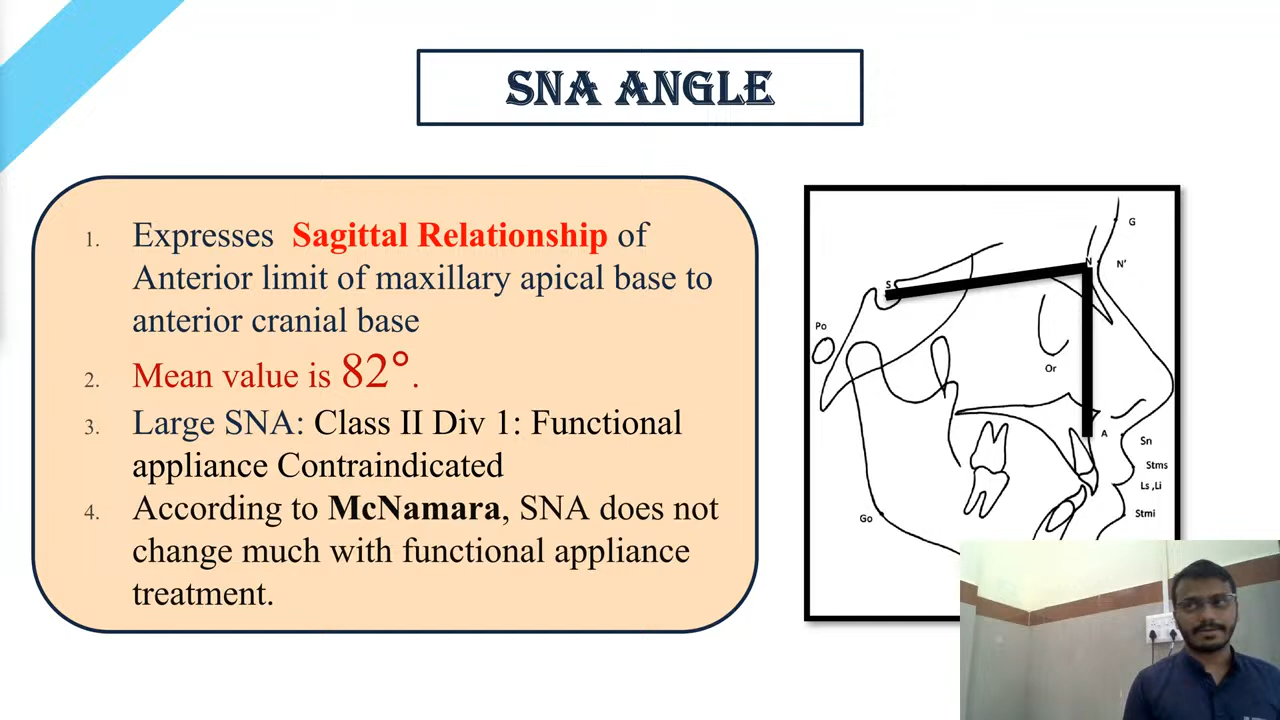 SNA ANGLE
1. Expresses Sagittal Relationship of
Anterior limit of maxillary apical base to
anterior cranial base
2. Mean value is 82°.
3. Large SNA: Class II Div 1: Functional
appliance Contraindicated
4. According to McNamara, SNA does not
change much with functional appliance
treatment.
G
N
N'
S
Po
Or
A
Sn
Stms
Ls ,Li
Stmi
Go